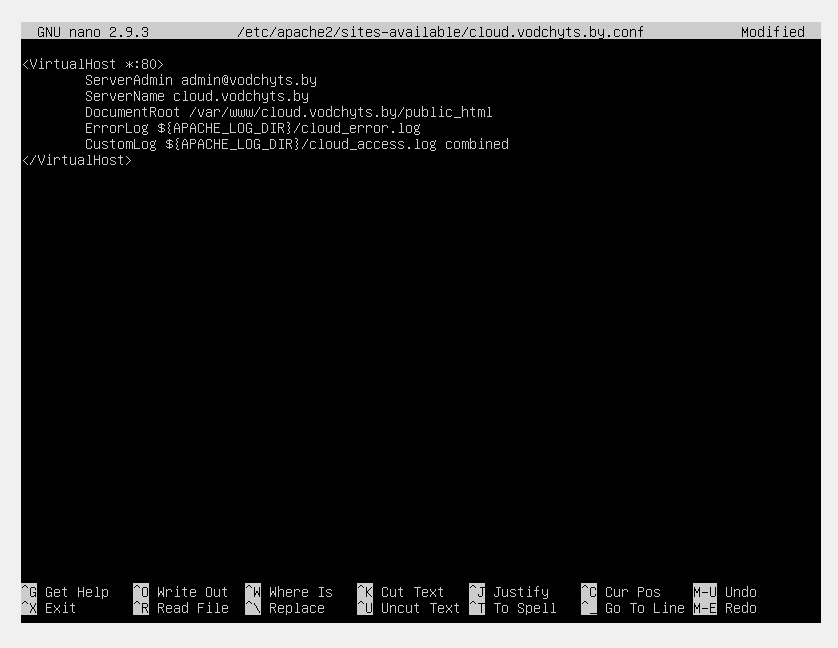 GNU nano 2.9.3 /etc/apache2/sites-available/cloud.vodchyts.by.conf Modified
<VirtualHost *:80>
ServerAdmin admin@vodchyts.by
ServerName cloud.vodchyts.by
DocumentRoot /var/www/cloud.vodchyts.by/public_html
ErrorLog ${APACHE_LOG_DIR}/cloud_error.log
CustomLog ${APACHE_LOG_DIR}/cloud_access.log combined
</VirtualHost>
^G Get Help ^O Write Out ^W Where Is ^K Cut Text ^J Justify ^C Cur Pos M-U Undo
^X Exit ^R Read File ^\ Replace ^U Uncut Text ^T To Spell ^_ Go To Line M-E Redo